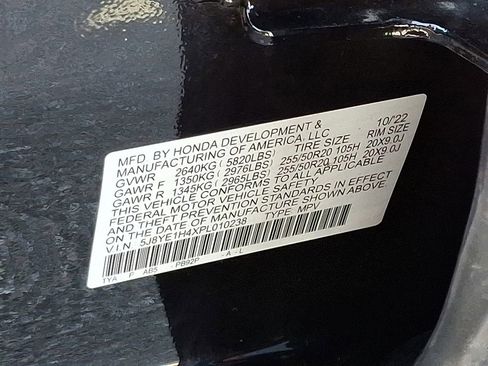 MFD BY HONDA DEVELOPMENT & 10/'22
MANUFACTURING OF AMERICA, LLC
GVWR 2640KG(5820LBS) TIRE SIZE RIM SIZE
GAWR F 1350KG(2976LBS) 255/50R20 105H 20X9.0J
GAWR R 1345KG(2965LBS) 255/50R20 105H 20X9.0J
THIS VEHICLE CONFORMS TO ALL APPLICABLE
FEDERAL MOTOR VEHICLE SAFETY
AND THEFT PREVENTION STANDARDS IN EFFECT
ON THE DATE OF MANUFACTURE SHOWN ABOVE.
V.I.N. 5J8YE1H4XPL010238 TYPE MPV
TYA F AB5 -PB92P -A-L